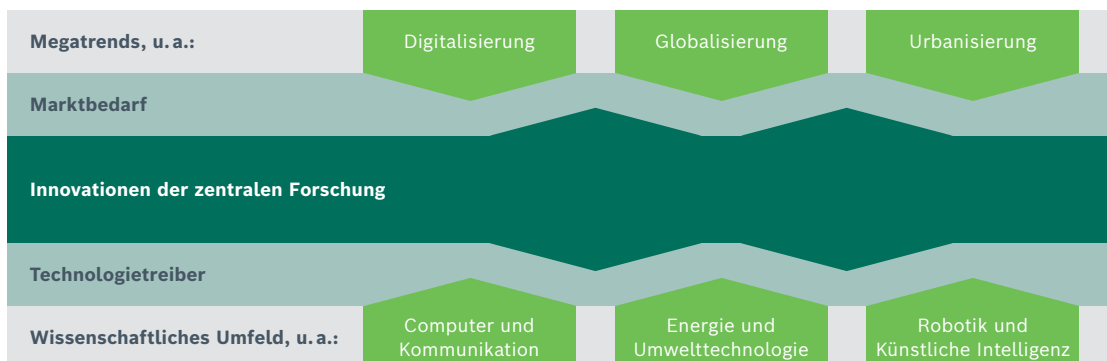 Megatrends, u. a.:
Digitalisierung
Globalisierung
Urbanisierung
Marktbedarf
Innovationen der zentralen Forschung
Technologietreiber
Wissenschaftliches Umfeld, u. a.:
Computer und
Kommunikation
Energie und
Umwelttechnologie
Robotik und
Künstliche Intelligenz